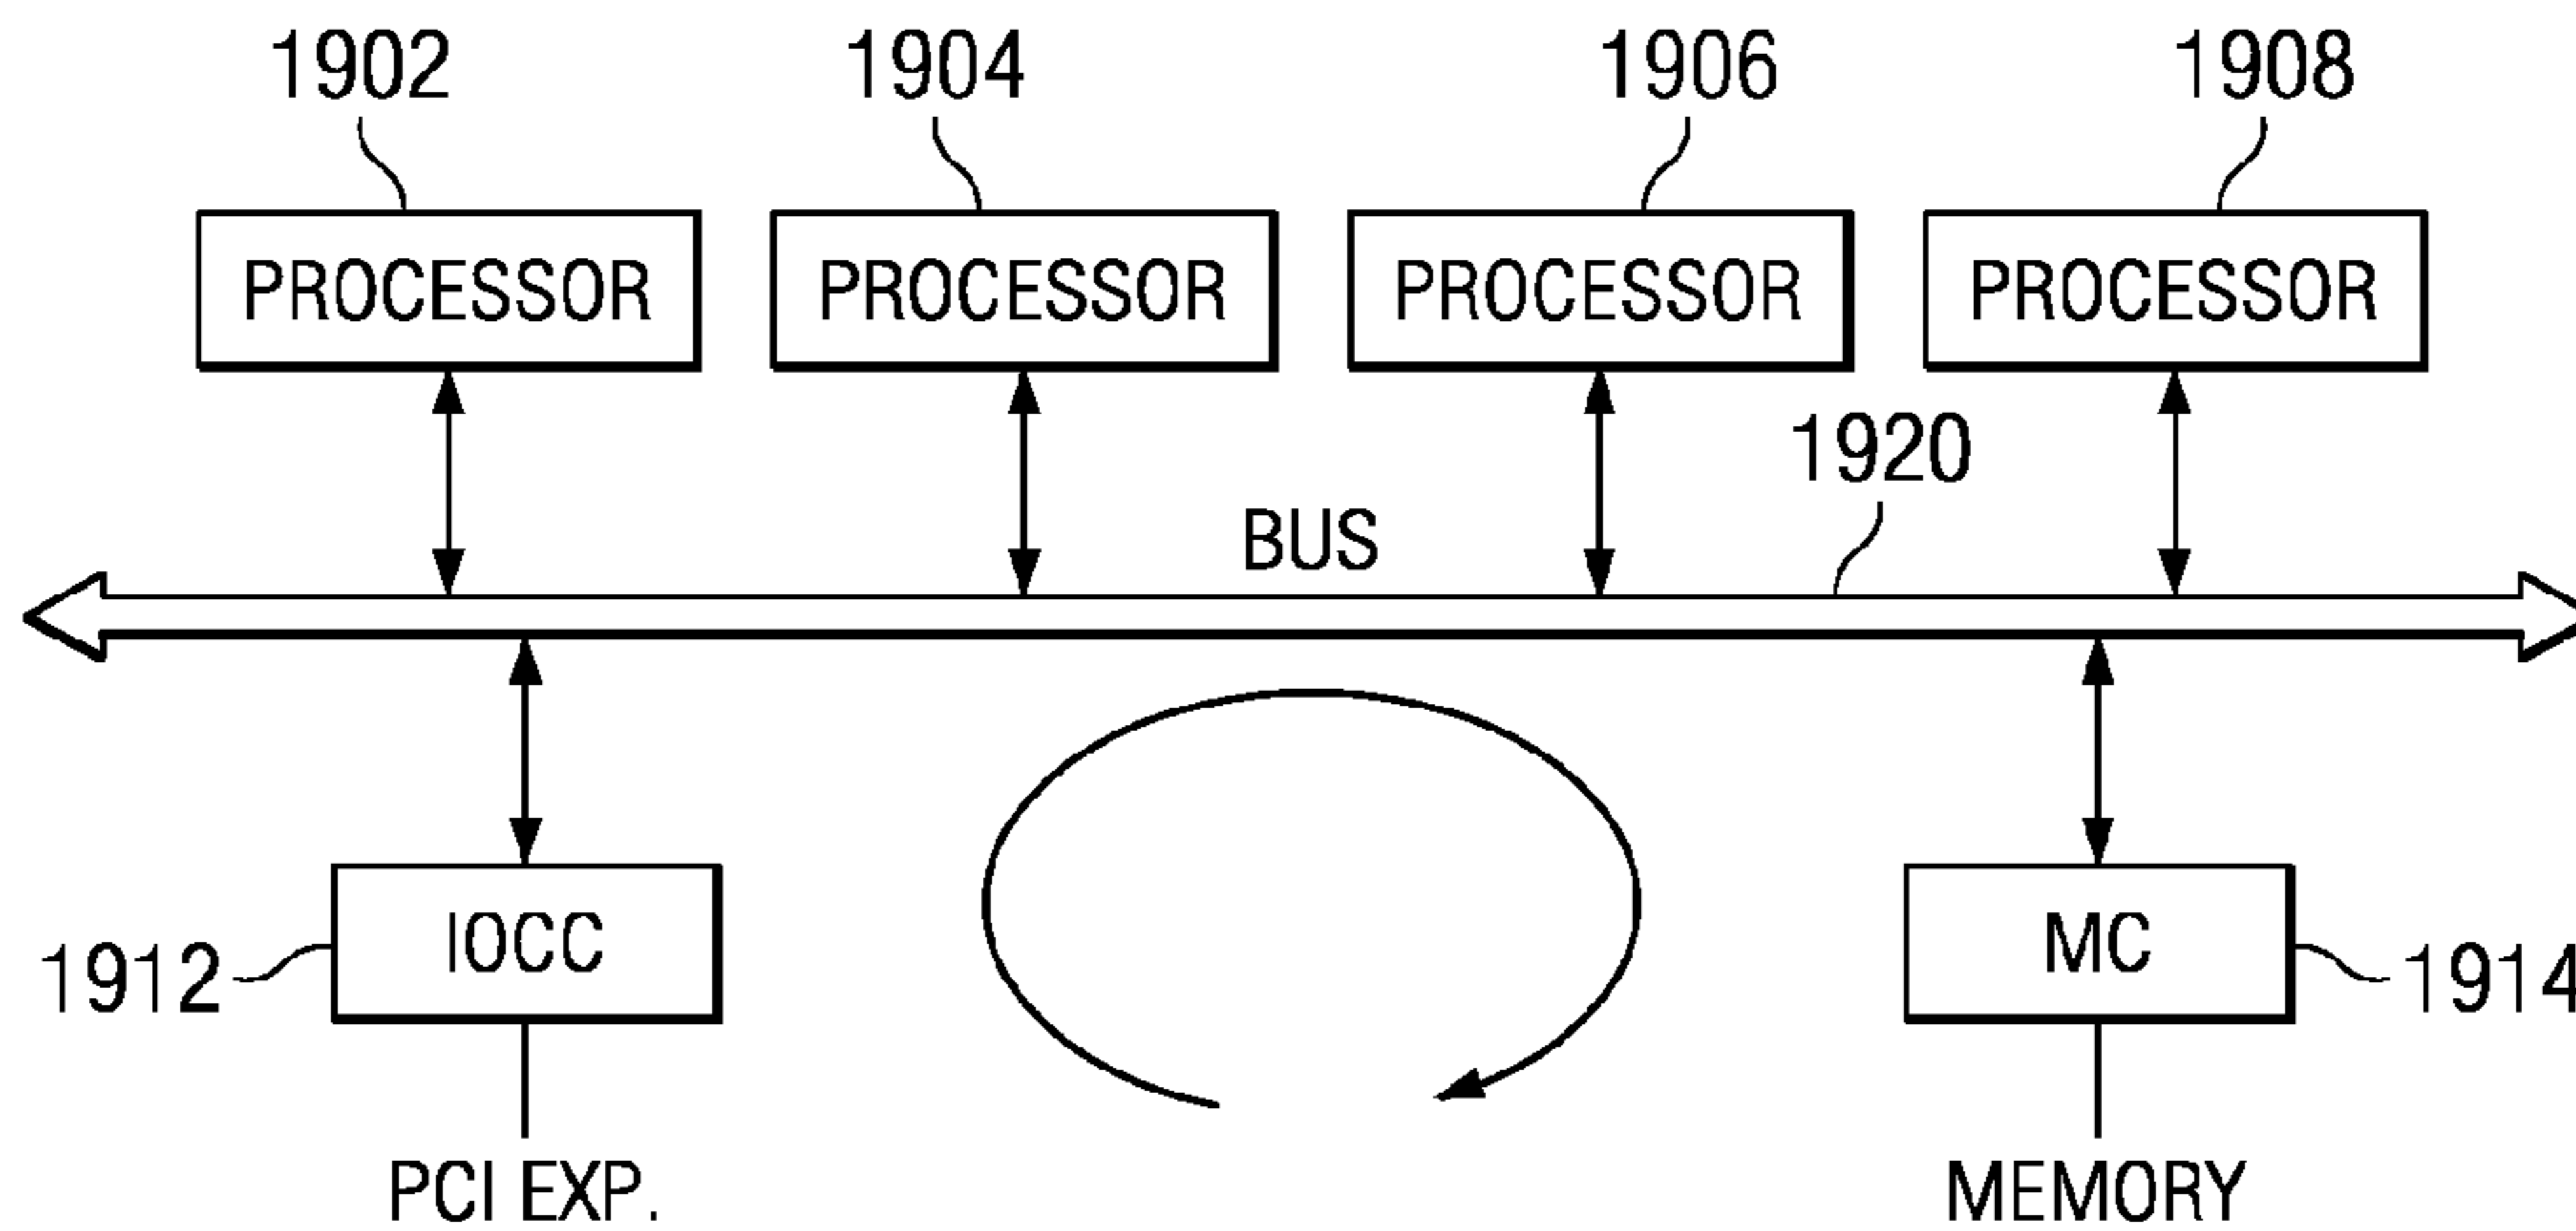 1902 1904 1906 1908
PROCESSOR PROCESSOR PROCESSOR PROCESSOR
1920
BUS
IOCC MC
1912 1914
PCI EXP. MEMORY